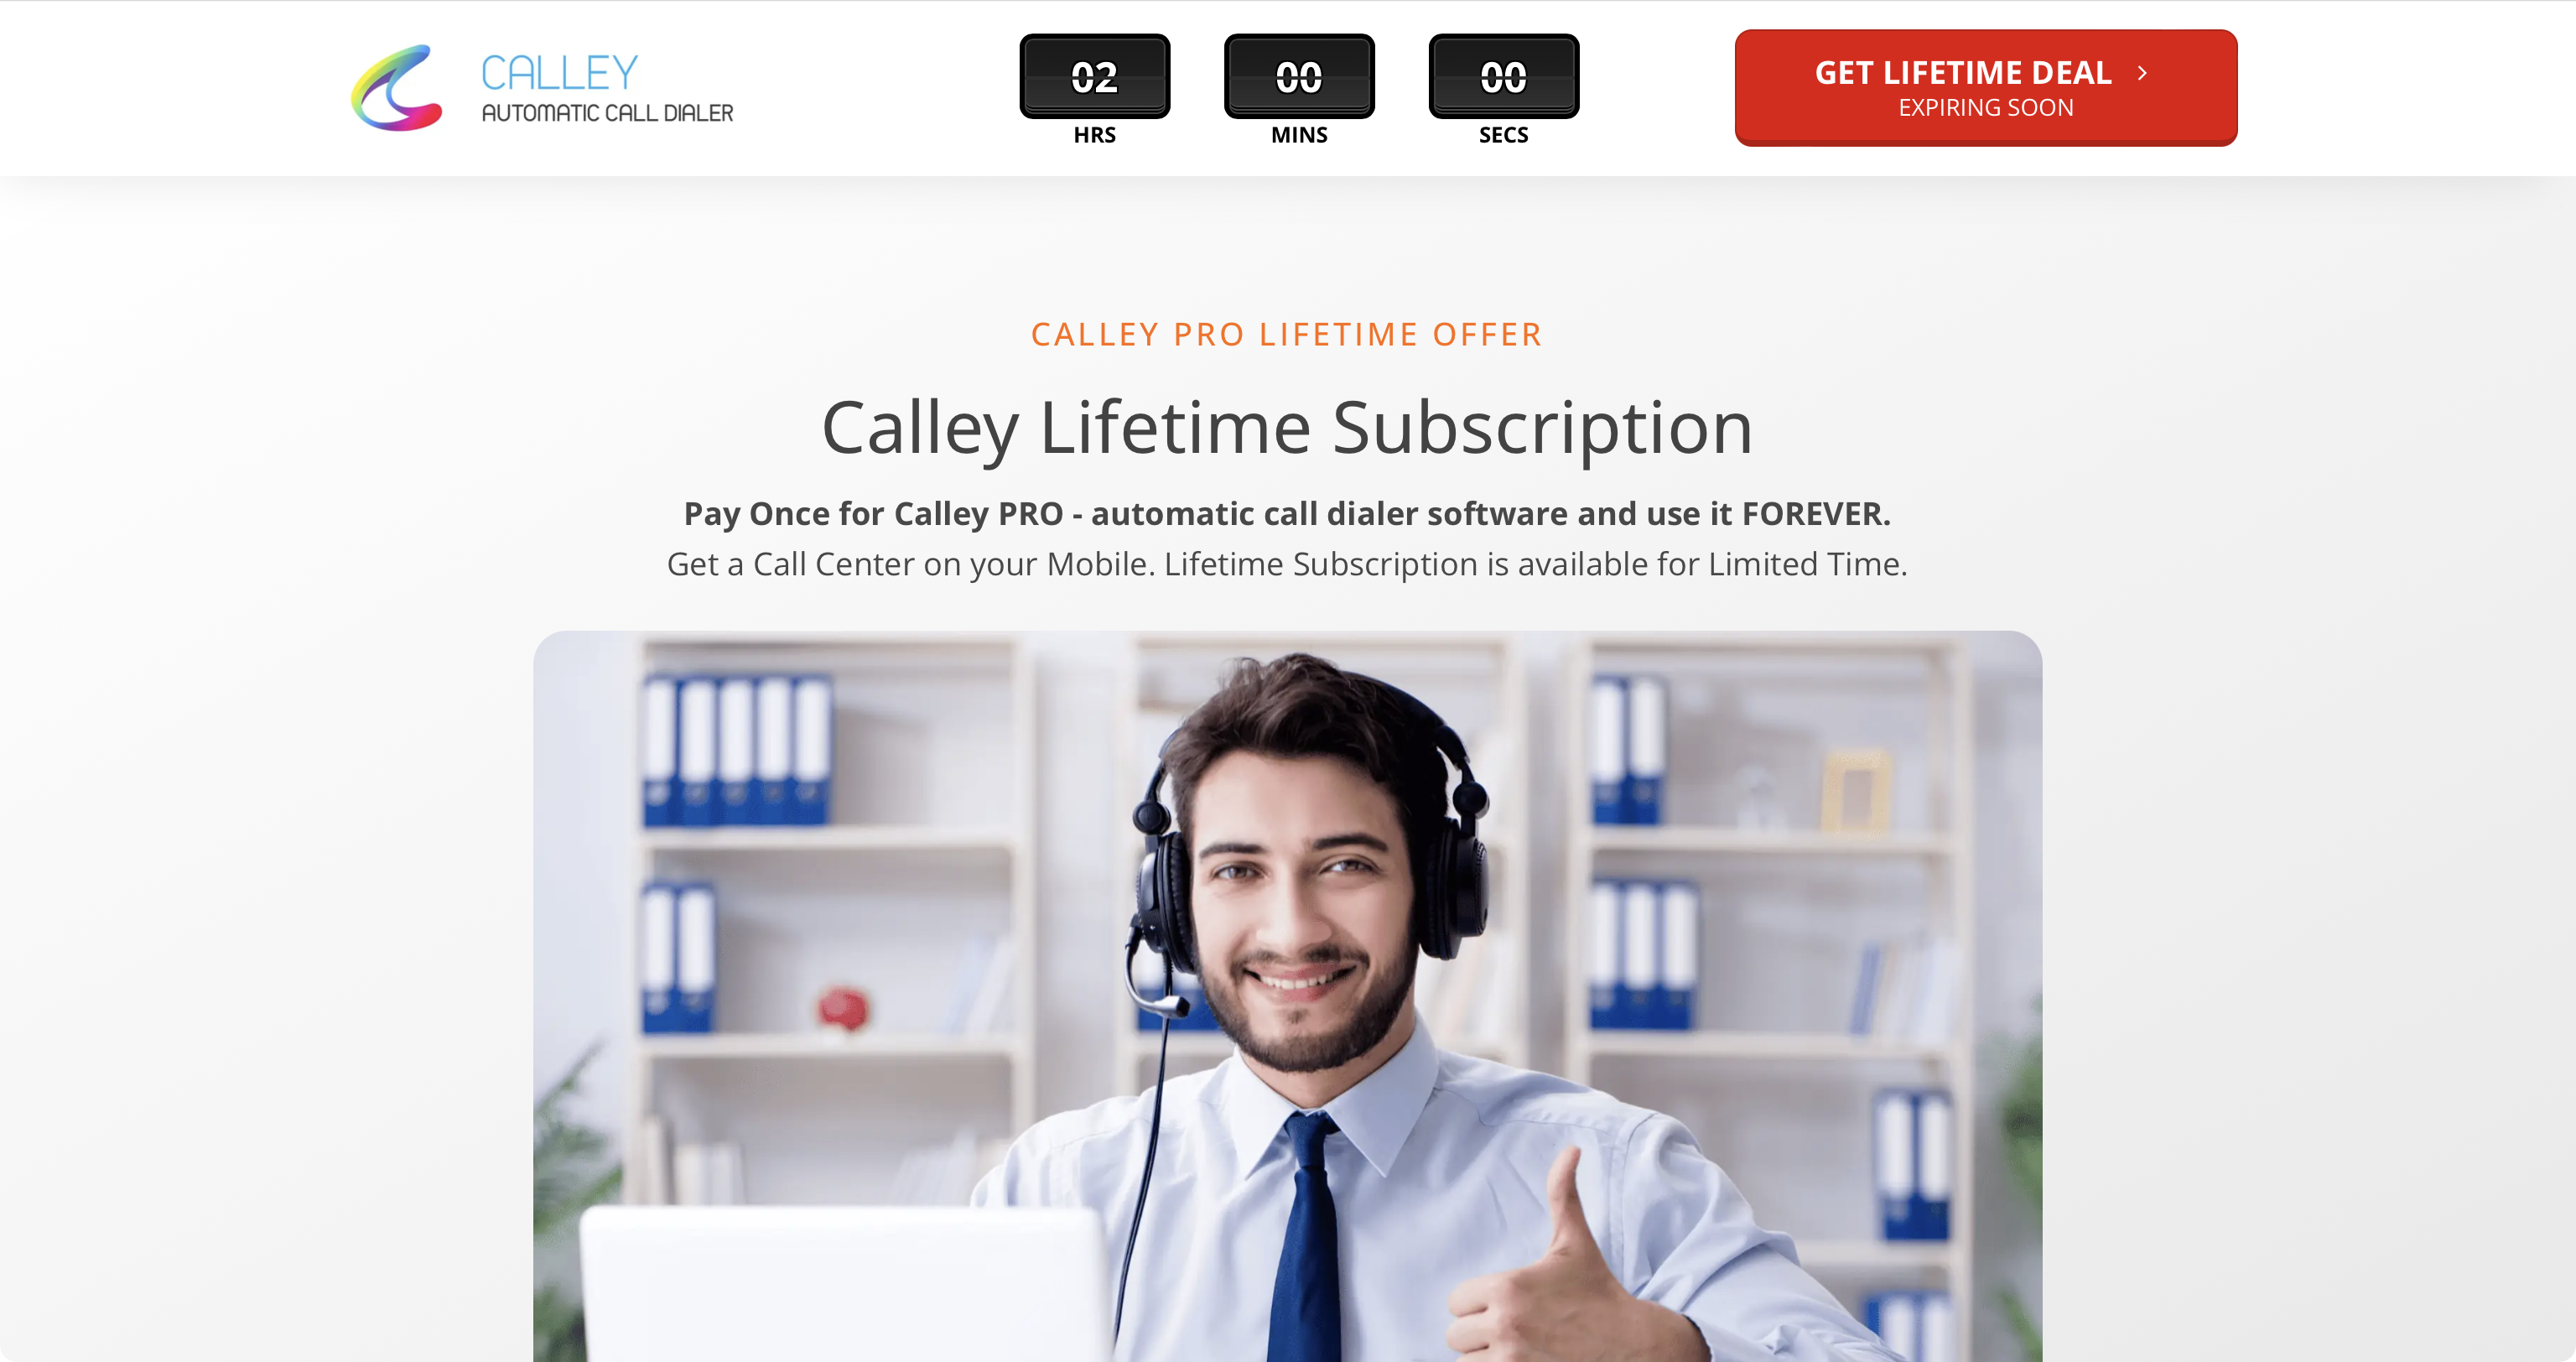 CALLEY
AUTOMATIC CALL DIALER
02 00 00
HRS MINS SECS
GET LIFETIME DEAL
EXPIRING SOON
CALLEY PRO LIFETIME OFFER
Calley Lifetime Subscription
Pay Once for Calley PRO - automatic call dialer software and use it FOREVER.
Get a Call Center on your Mobile. Lifetime Subscription is available for Limited Time.